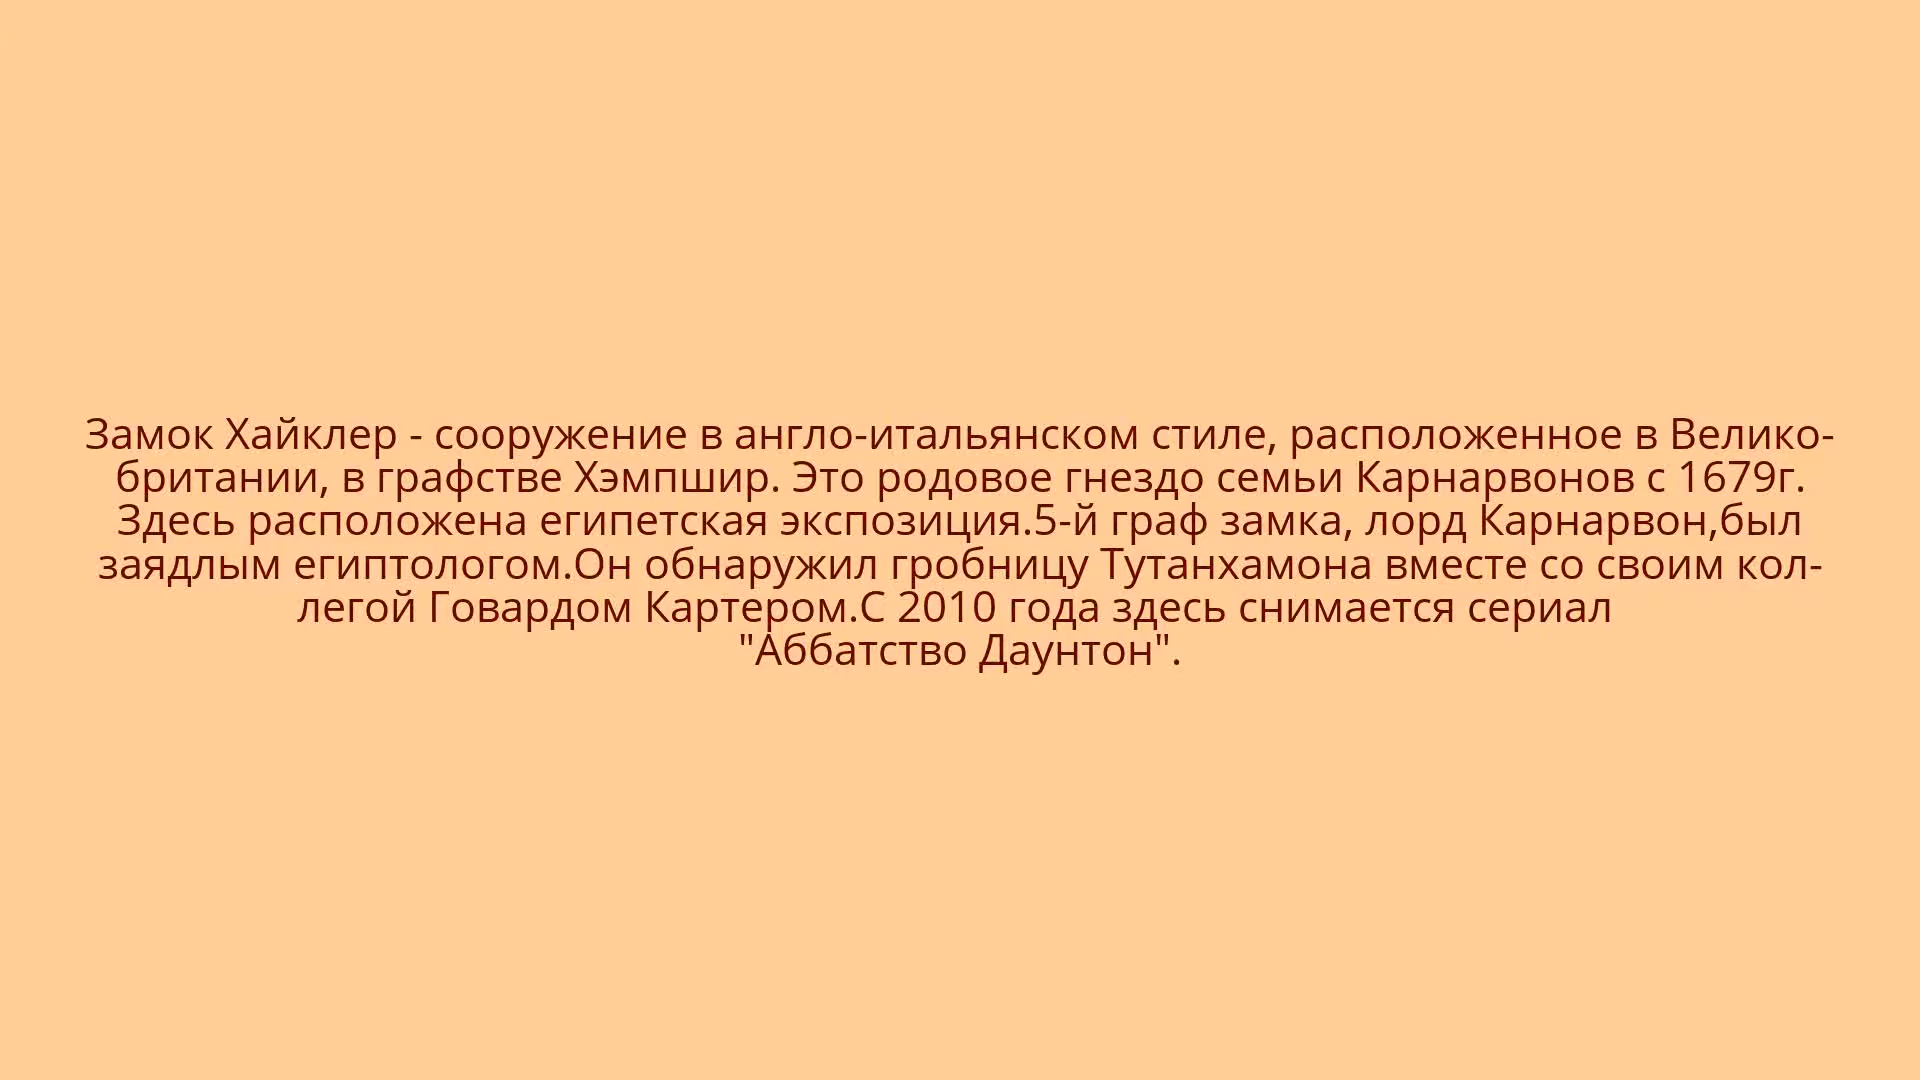 Замок Хайклер - сооружение в англо-итальянском стиле, расположенное в Велико-
британии, в графстве Хэмпшир. Это родовое гнездо семьи Карнарвонов с 1679г.
Здесь расположена египетская экспозиция.5-й граф замка, лорд Карнарвон,был
заядлым египтологом.Он обнаружил гробницу Тутанхамона вместе со своим кол-
легой Говардом Картером.С 2010 года здесь снимается сериал
"Аббатство Даунтон".